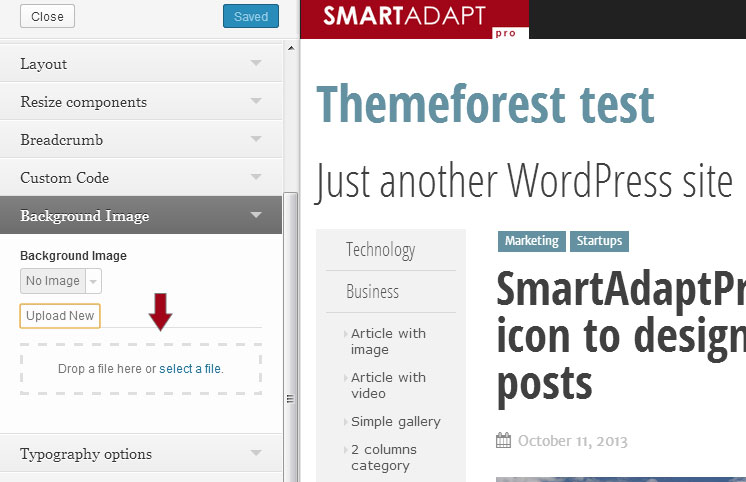 Close
Saved
Layout
Resize components
Breadcrumb
Custom Code
Background Image
Background Image
No Image
Upload New
Drop a file here or select a file.
Typography options
SMARTADAPT
pro
Themeforest test
Just another WordPress site
Technology
Business
Article with
image
Article with
video
Simple gallery
2 columns
category
Marketing
Startups
SmartAdaptPr
icon to design
posts
October 11, 2013